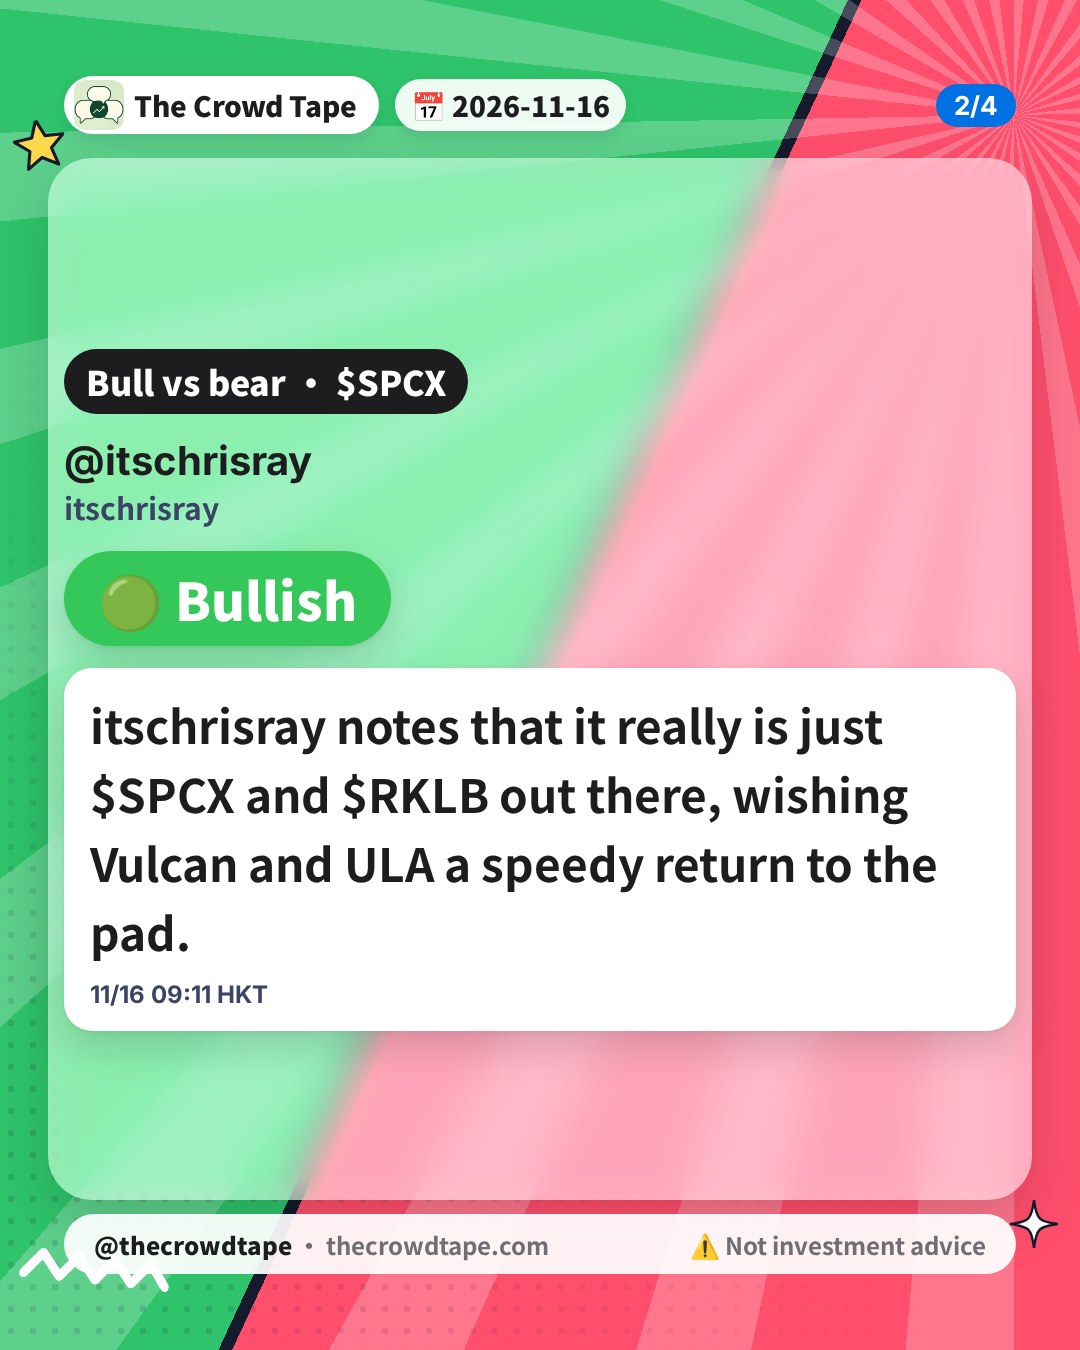 The Crowd Tape
July 17 2026-11-16
2/4
Bull vs bear • $SPCX
@itschrisray
itschrisray
Bullish
itschrisray notes that it really is just
$SPCX and $RKLB out there, wishing
Vulcan and ULA a speedy return to the
pad.
11/16 09:11 HKT
@thecrowdtape • thecrowdtape.com
⚠️ Not investment advice